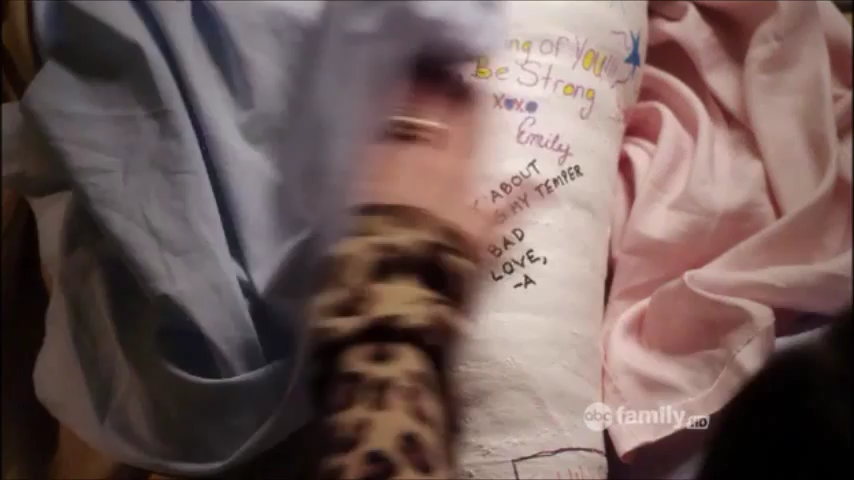 ng of You!!!
Be Strong
xoxo
Emily
ABOUT
MY TEMPER
BAD
LOVE,
-A
abc family HD